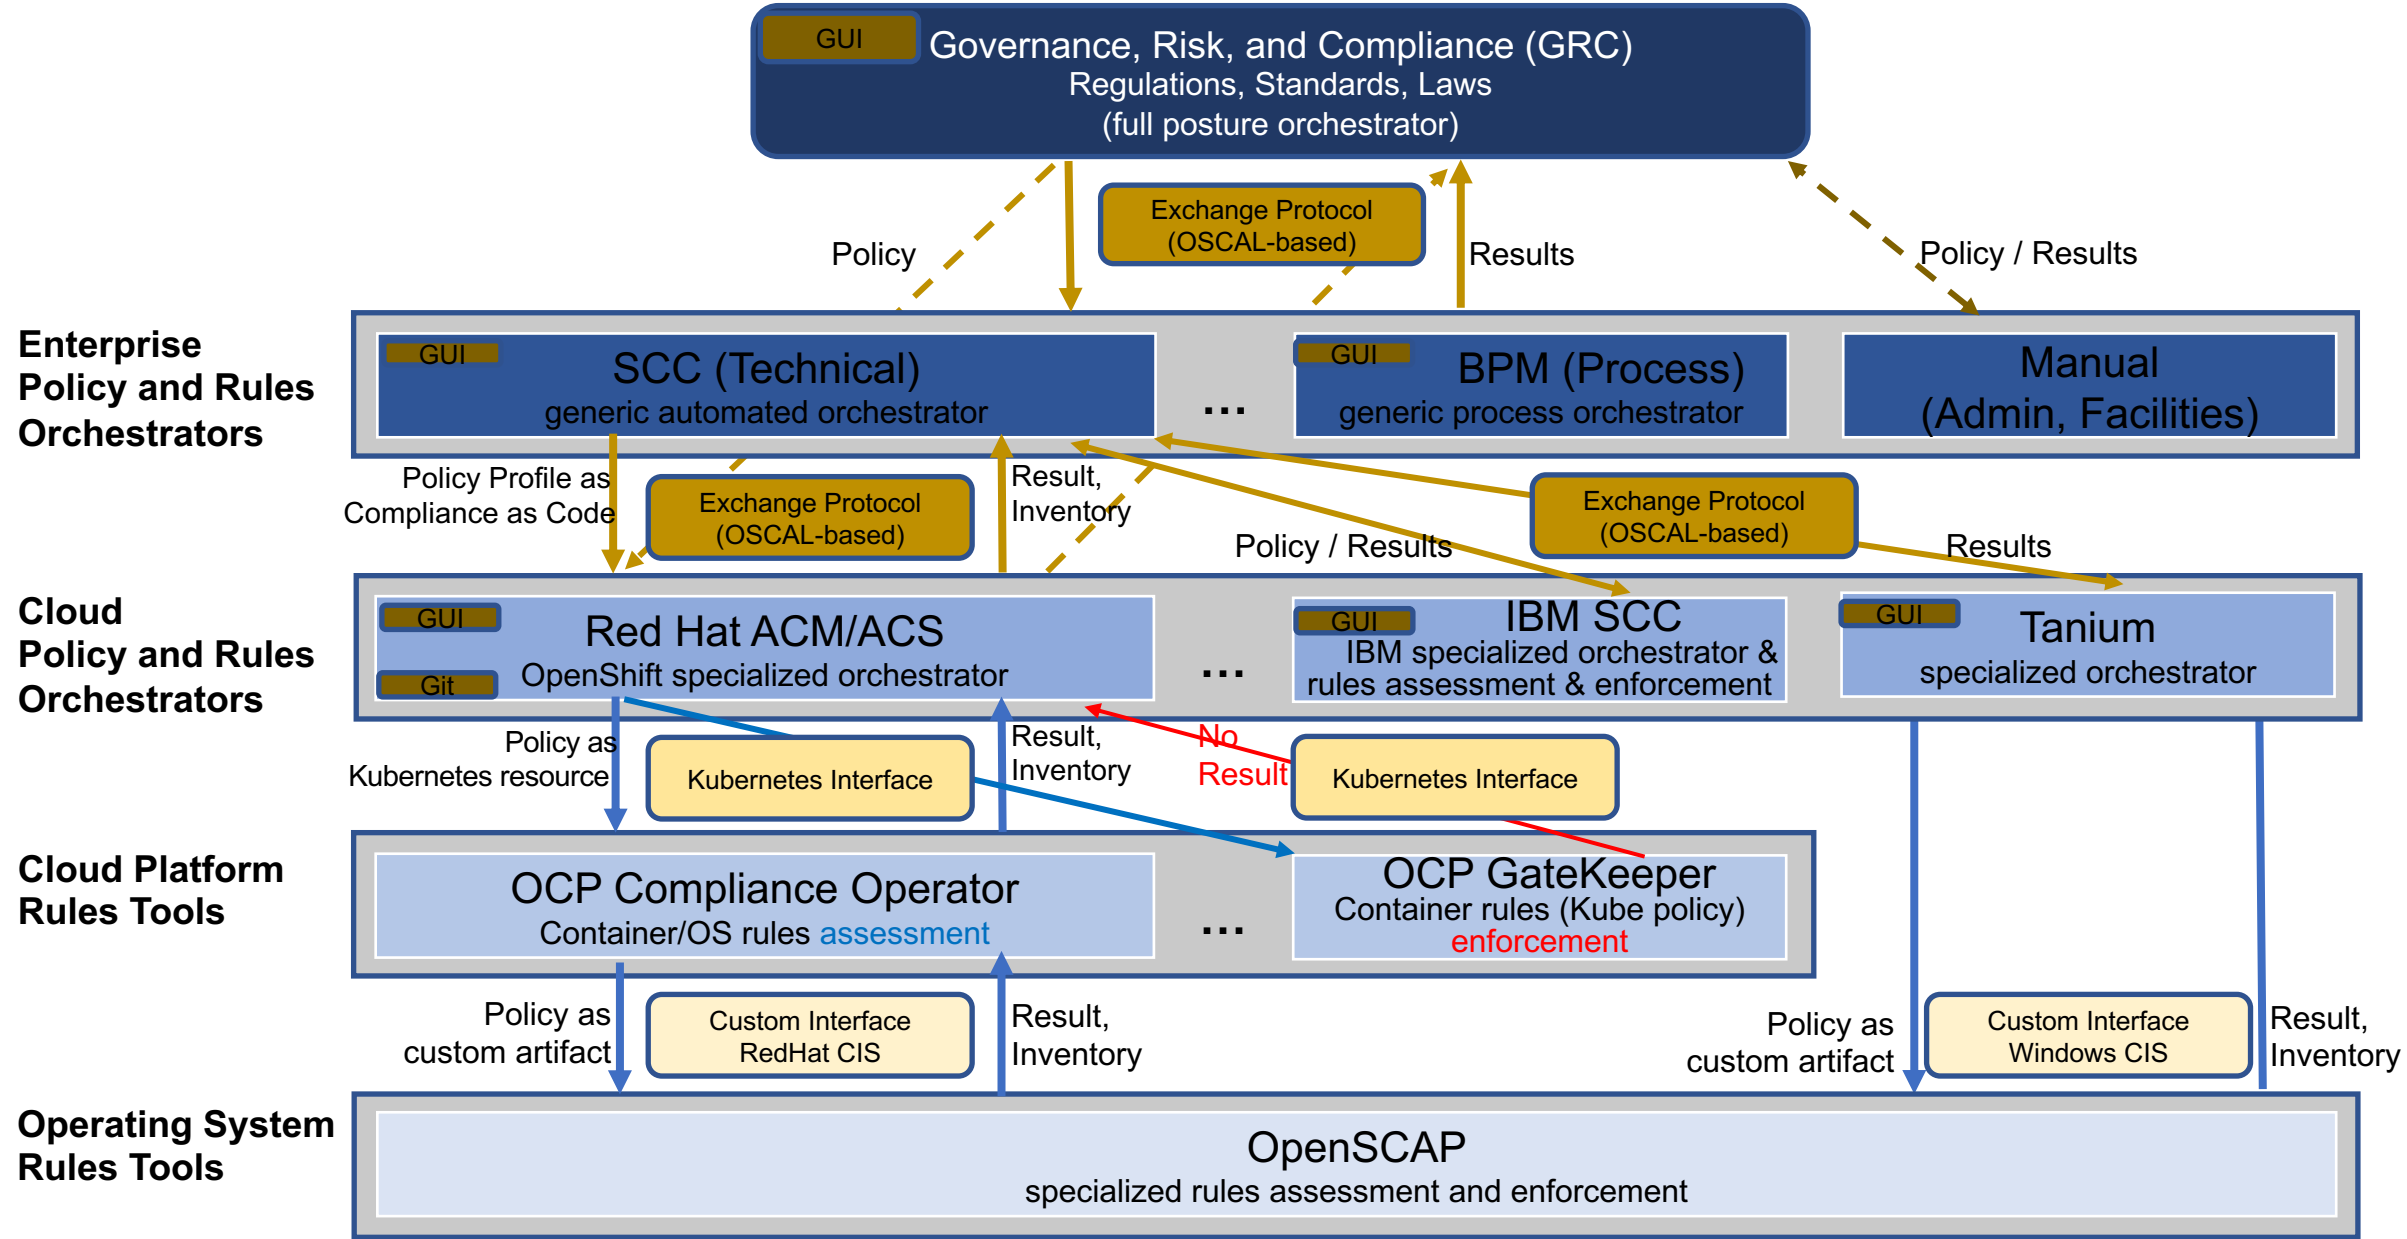 GUI
Governance, Risk, and Compliance (GRC)
Regulations, Standards, Laws
(full posture orchestrator)
Policy
Exchange Protocol
(OSCAL-based)
Results
Policy / Results
Enterprise
Policy and Rules
Orchestrators
GUI
SCC (Technical)
generic automated orchestrator
...
GUI
BPM (Process)
generic process orchestrator
Manual
(Admin, Facilities)
Policy Profile as
Compliance as Code
Exchange Protocol
(OSCAL-based)
Result,
Inventory
Policy / Results
Exchange Protocol
(OSCAL-based)
Results
Cloud
Policy and Rules
Orchestrators
GUI
Red Hat ACM/ACS
OpenShift specialized orchestrator
Git
...
GUI
IBM SCC
IBM specialized orchestrator &
rules assessment & enforcement
GUI
Tanium
specialized orchestrator
Policy as
Kubernetes resource
Kubernetes Interface
Result,
Inventory
No
Result
Kubernetes Interface
Cloud Platform
Rules Tools
OCP Compliance Operator
Container/OS rules assessment
...
OCP GateKeeper
Container rules (Kube policy)
enforcement
Policy as
custom artifact
Custom Interface
RedHat CIS
Result,
Inventory
Policy as
custom artifact
Custom Interface
Windows CIS
Result,
Inventory
Operating System
Rules Tools
OpenSCAP
specialized rules assessment and enforcement